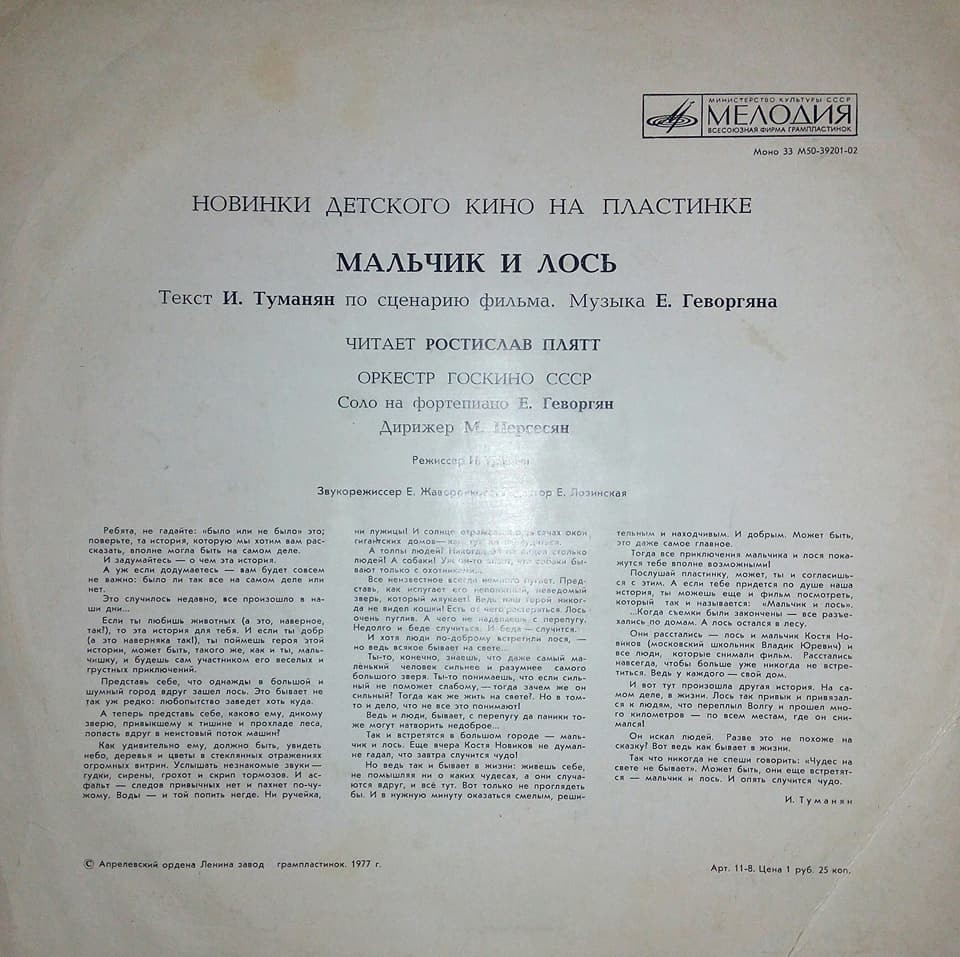 МИНИСТЕРСТВО КУЛЬТУРЫ СССР
МЕЛОДИЯ
ВСЕСОЮЗНАЯ ФИРМА ГРАМПЛАСТИНОК
Моно 33 М50-39201-02
НОВИНКИ ДЕТСКОГО КИНО НА ПЛАСТИНКЕ
МАЛЬЧИК И ЛОСЬ
Текст И. Туманян по сценарию фильма. Музыка Е. Геворгяна
ЧИТАЕТ РОСТИСЛАВ ПЛЯТТ
ОРКЕСТР ГОСКИНО СССР
Соло на фортепиано Е. Геворгян
Дирижер М. Нерсесян
Режиссер И.
Звукорежиссер Е. Е. Лозинская
Ребята, не гадайте: «было или не было» это;
поверьте, та история, которую мы хотим вам рас-
сказать, вполне могла быть на самом деле.
И задумайтесь — о чем эта история.
А уж если додумаетесь — вам будет совсем
не важно: было ли так все на самом деле или
нет.
Это случилось недавно, все произошло в на-
ши дни...
Если ты любишь животных (а это, наверное,
так!), то эта история для тебя. И если ты добр
(а это наверняка так!), ты поймешь героя этой
истории, может быть, такого же, как и ты, маль-
чишку, и будешь сам участником его веселых и
грустных приключений.
Представь себе, что однажды в большой и
шумный город вдруг зашел лось. Это бывает не
так уж редко: любопытство заведет хоть куда.
А теперь представь себе, каково ему, дикому
зверю, привыкшему к тишине и прохладе леса,
попасть вдруг в неистовый поток машин!
Как удивительно ему, должно быть, увидеть
небо, деревья и цветы в стеклянных отражениях
огромных витрин. Услышать незнакомые звуки —
гудки, сирены, грохот и скрип тормозов. И ас-
фальт — следов привычных нет и пахнет по-чу-
жому. Воды — и той попить негде. Ни ручейка,
ни лужицы! И солнце в тысячах окон
гигантских домов —
А толпы людей! Никогда не видел столько
людей! А собаки! Уж он-то знает, что собаки бы-
вают только с охотниками...
Все неизвестное всегда немного пугает. Пред-
ставь, как испугает его непонятный, неведомый
зверь, который мяукает! Ведь наш герой никог-
да не видел кошки! Есть от чего растеряться. Лось
очень пуглив. А чего не наделаешь с перепугу.
Недолго и беде случиться. И беда — случится.
И хотя люди по-доброму встретили лося, —
но ведь всякое бывает на свете...
Ты-то, конечно, знаешь, что даже самый ма-
ленький человек сильнее и разумнее самого
большого зверя. Ты-то понимаешь, что если силь-
ный не поможет слабому, — тогда зачем же он
сильный? Тогда как же жить на свете?. Но в том-
то и дело, что не все это понимают!
Ведь и люди, бывает, с перепугу да паники то-
же могут натворить недоброе...
Так и встретятся в большом городе — маль-
чик и лось. Еще вчера Костя Новиков не думал-
не гадал, что завтра случится чудо!
Но ведь так и бывает в жизни: живешь себе,
не помышляя ни о каких чудесах, а они случа-
ются вдруг, и всё тут. Вот только не проглядеть
бы. И в нужную минуту оказаться смелым, реши-
тельным и находчивым. И добрым. Может быть,
это даже самое главное.
Тогда все приключения мальчика и лося пока-
жутся тебе вполне возможными!
Послушай пластинку, может, ты и согласишь-
ся с этим. А если тебе придется по душе наша
история, ты можешь еще и фильм посмотреть,
который так и называется: «Мальчик и лось».
...Когда съемки были закончены — все разъе-
хались по домам. А лось остался в лесу.
Они расстались — лось и мальчик Костя Но-
виков (московский школьник Владик Юревич) и
все люди, которые снимали фильм. Расстались
навсегда, чтобы больше уже никогда не встре-
титься. Ведь у каждого — свой дом.
И вот тут произошла другая история. На са-
мом деле, в жизни. Лось так привык и привязал-
ся к людям, что переплыл Волгу и прошел мно-
го километров — по всем местам, где он сни-
мался!
Он искал людей. Разве это не похоже на
сказку? Вот ведь как бывает в жизни.
Так что никогда не спеши говорить: «Чудес на
свете не бывает». Может быть, они еще встретят-
ся — мальчик и лось. И опять случится чудо.
И. Туманян
© Апрелевский ордена Ленина завод грампластинок. 1977 г.
Арт. 11-8. Цена 1 руб. 25 коп.